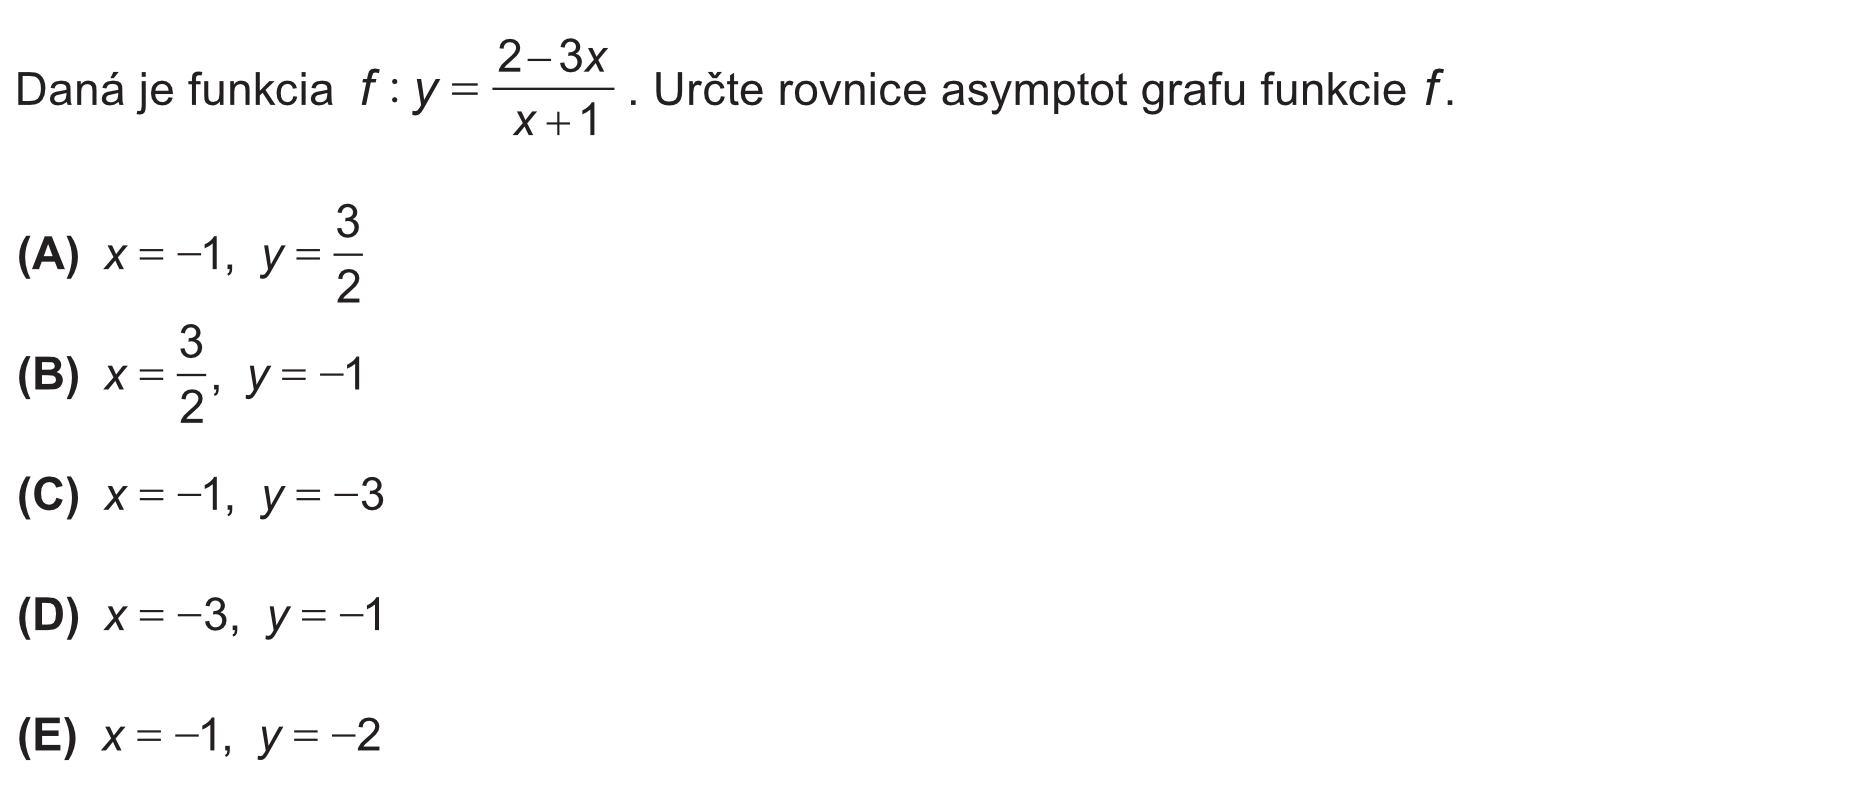 Daná je funkcia f : y = \frac{2-3x}{x+1} . Určte rovnice asymptot grafu funkcie f.
(A) x = –1, y = \frac{3}{2}
(B) x = \frac{3}{2}, y = –1
(C) x = –1, y = –3
(D) x = –3, y = –1
(E) x = –1, y = –2